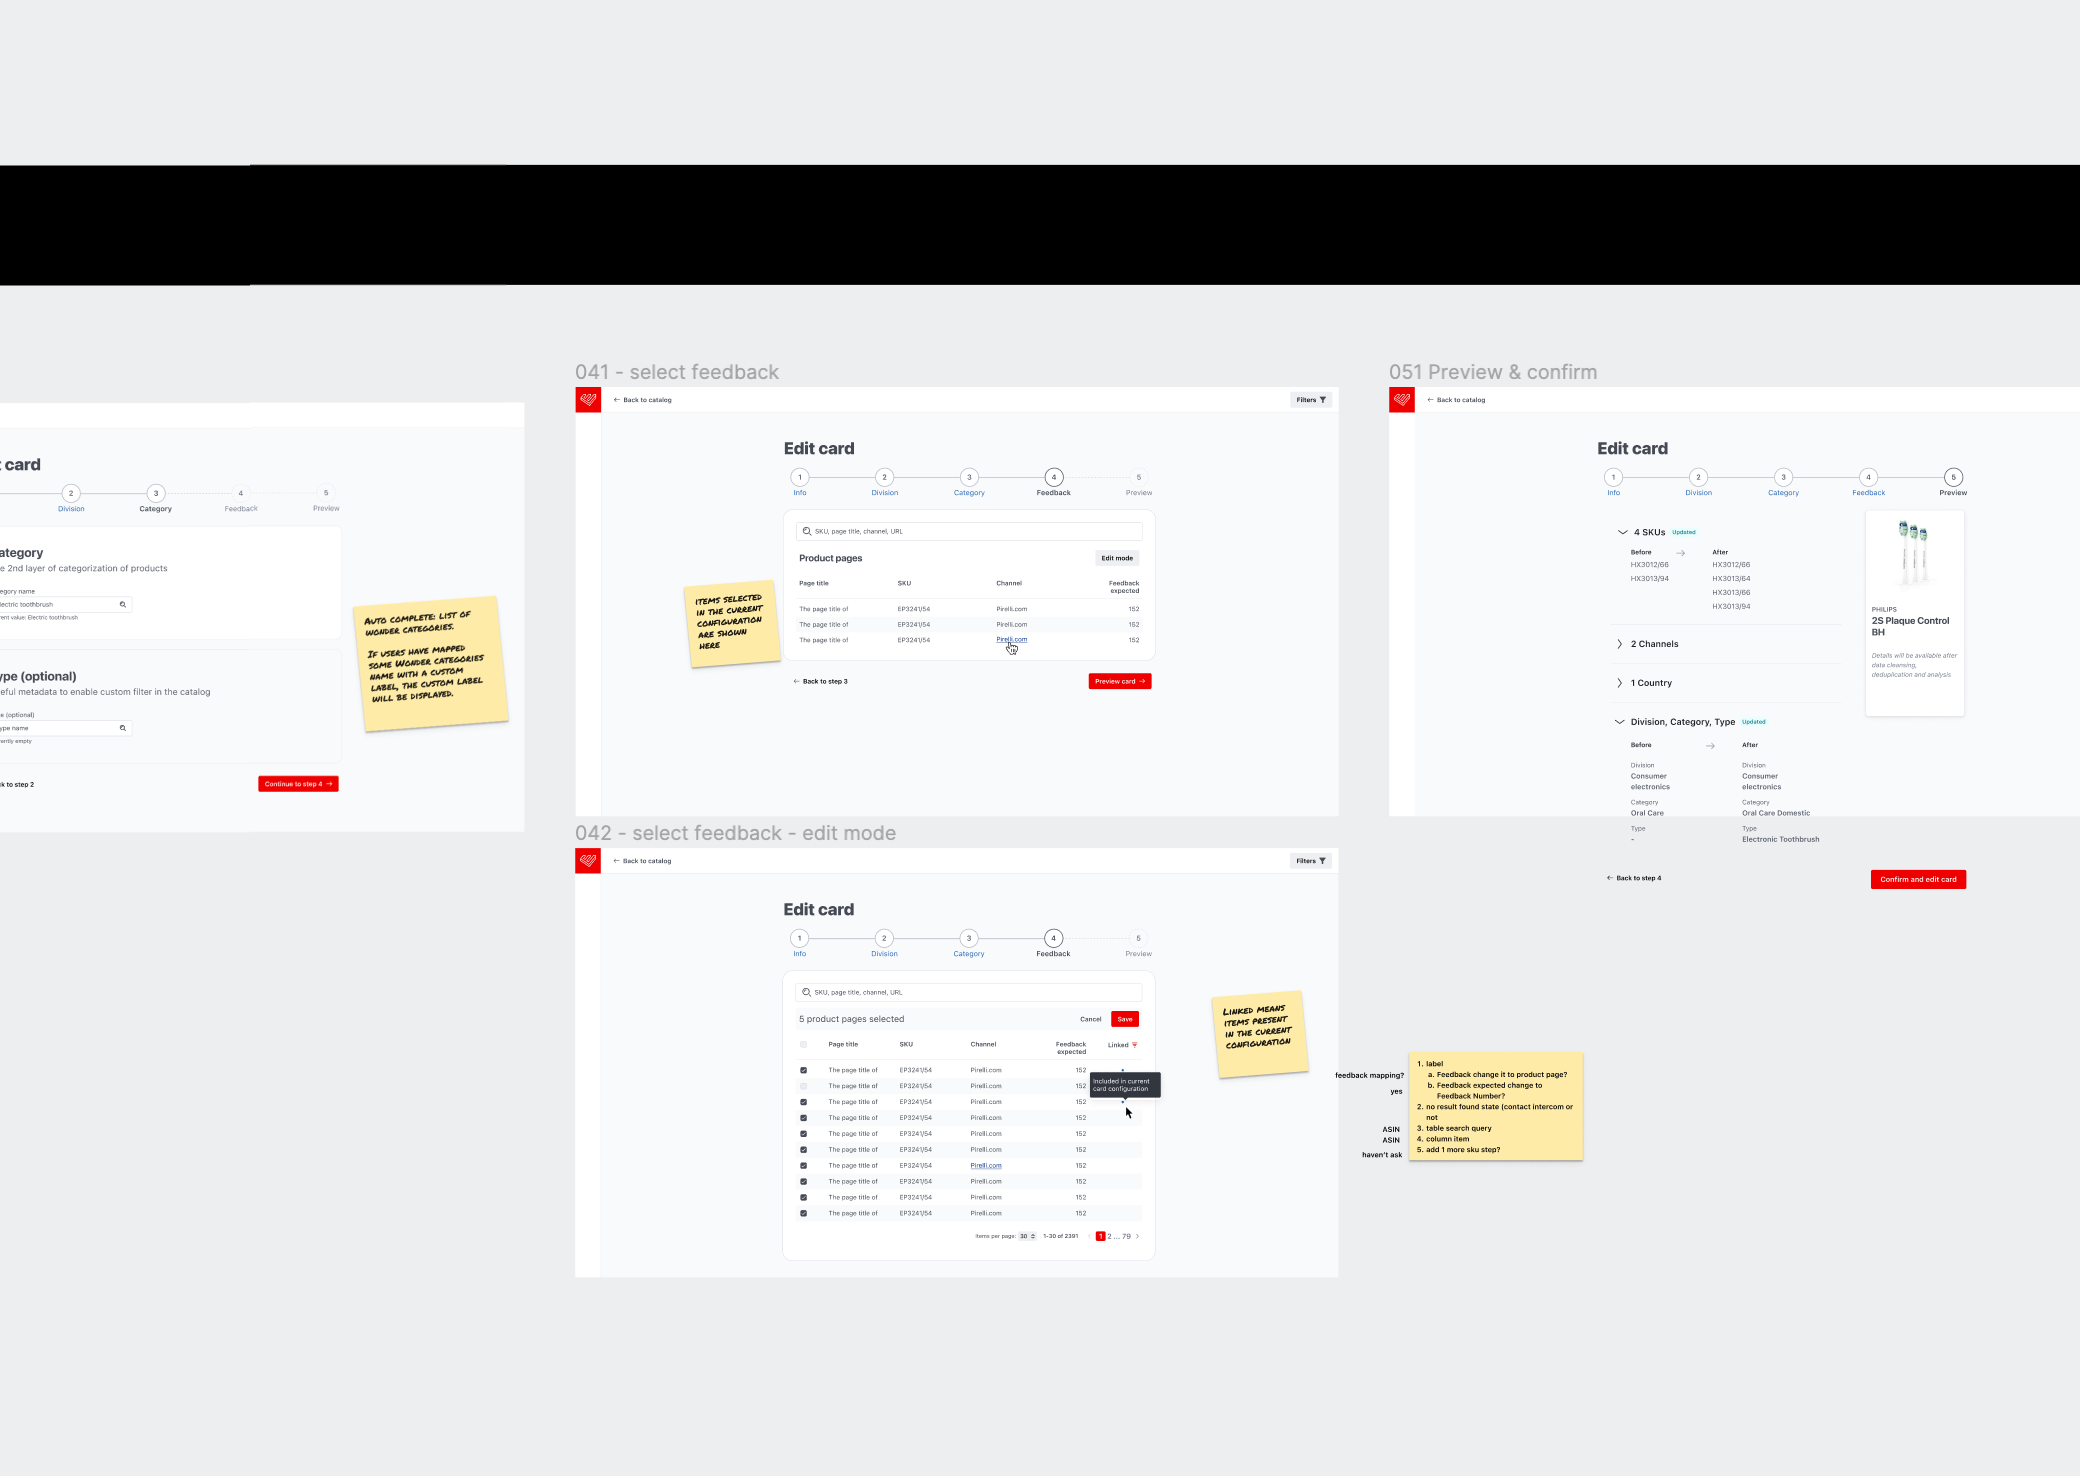 041 - select feedback
051 Preview & confirm
card
2
3
4
5
Division
Category
Feedback
Preview
ategory
e 2nd layer of categorization of products
egory name
lectric toothbrush
rent value: Electric toothbrush
ype (optional)
eful metadata to enable custom filter in the catalog
e (optional)
ype name
ently empty
k to step 2
Continue to step 4 →
AUTO COMPLETE: LIST OF
WONDER CATEGORIES.
IF USERS HAVE MAPPED
SOME WONDER CATEGORIES
NAME WITH A CUSTOM
LABEL, THE CUSTOM LABEL
WILL BE DISPLAYED.
← Back to catalog
Filters
Edit card
1
2
3
4
5
Info
Division
Category
Feedback
Preview
SKU, page title, channel, URL
Product pages
Edit mode
Page title SKU Channel Feedback
expected
The page title of EP3241/54 Pirelli.com 152
The page title of EP3241/54 Pirelli.com 152
The page title of EP3241/54 Pirelli.com 152
← Back to step 3
Preview card →
ITEMS SELECTED
IN THE CURRENT
CONFIGURATION
ARE SHOWN
HERE
← Back to catalog
Edit card
1
2
3
4
5
Info
Division
Category
Feedback
Preview
4 SKUs Updated
Before → After
HX3012/66 HX3012/66
HX3013/94 HX3013/64
HX3013/66
HX3013/94
2 Channels
1 Country
Division, Category, Type Updated
Before → After
Division Division
Consumer Consumer
electronics electronics
Category Category
Oral Care Oral Care Domestic
Type Type
- Electronic Toothbrush
← Back to step 4
Confirm and edit card
PHILIPS
2S Plaque Control
BH
Details will be available after
data cleansing,
deduplication and analysis
042 - select feedback - edit mode
← Back to catalog
Filters
Edit card
1
2
3
4
5
Info
Division
Category
Feedback
Preview
SKU, page title, channel, URL
5 product pages selected
Cancel
Save
Page title SKU Channel Feedback
expected Linked
The page title of EP3241/54 Pirelli.com 152
The page title of EP3241/54 Pirelli.com 152
The page title of EP3241/54 Pirelli.com 152
The page title of EP3241/54 Pirelli.com 152
The page title of EP3241/54 Pirelli.com 152
The page title of EP3241/54 Pirelli.com 152
The page title of EP3241/54 Pirelli.com 152
The page title of EP3241/54 Pirelli.com 152
The page title of EP3241/54 Pirelli.com 152
The page title of EP3241/54 Pirelli.com 152
Included in current
card configuration
Items per page: 30 1-30 of 2391 < 1 2 ... 79 >
LINKED MEANS
ITEMS PRESENT
IN THE CURRENT
CONFIGURATION
feedback mapping?
yes
ASIN
ASIN
haven't ask
1. label
a. Feedback change it to product page?
b. Feedback expected change to
Feedback Number?
2. no result found state (contact intercom or
not
3. table search query
4. column item
5. add 1 more sku step?